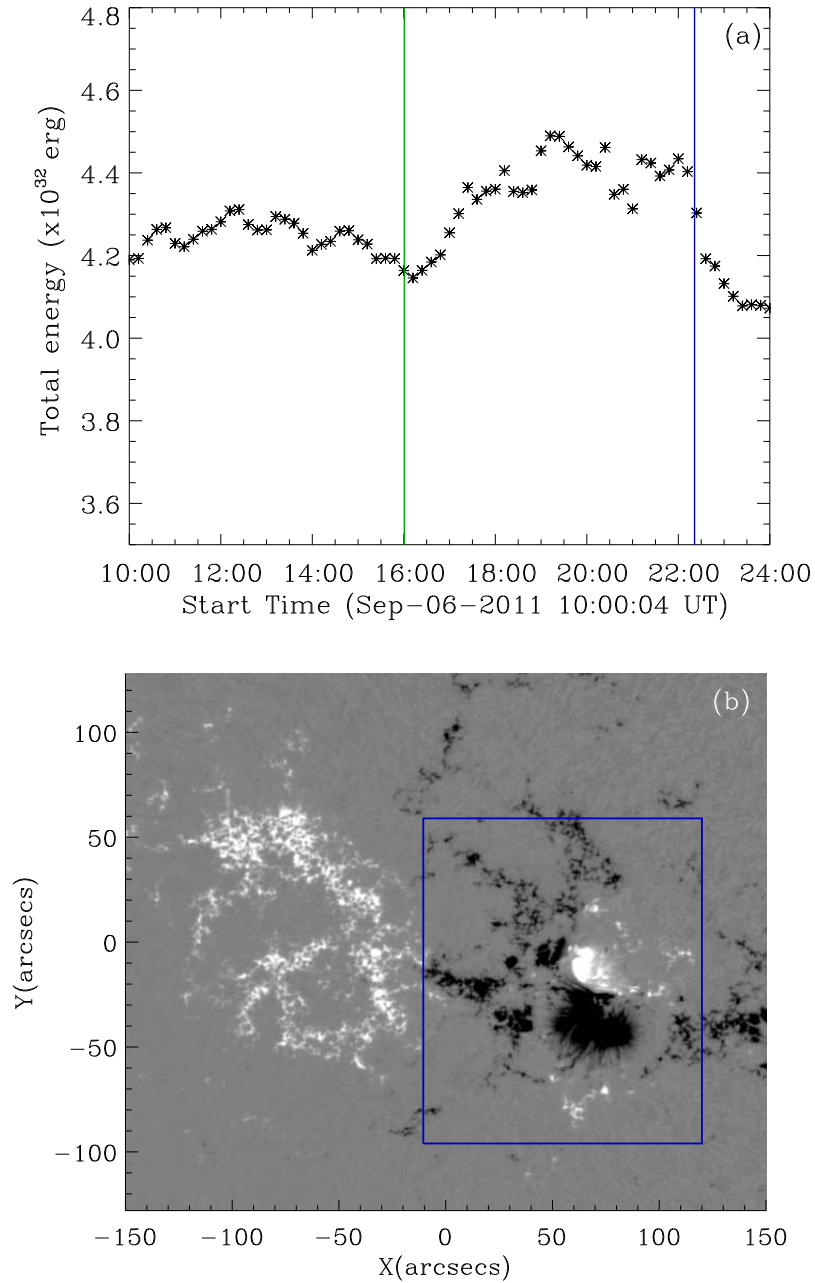 (a)
4.8
4.6
4.4
4.2
4.0
3.8
3.6
Total energy (x10³² erg)
10:00 12:00 14:00 16:00 18:00 20:00 22:00 24:00
Start Time (Sep−06−2011 10:00:04 UT)
(b)
100
50
0
−50
−100
Y(arcsecs)
−150 −100 −50 0 50 100 150
X(arcsecs)